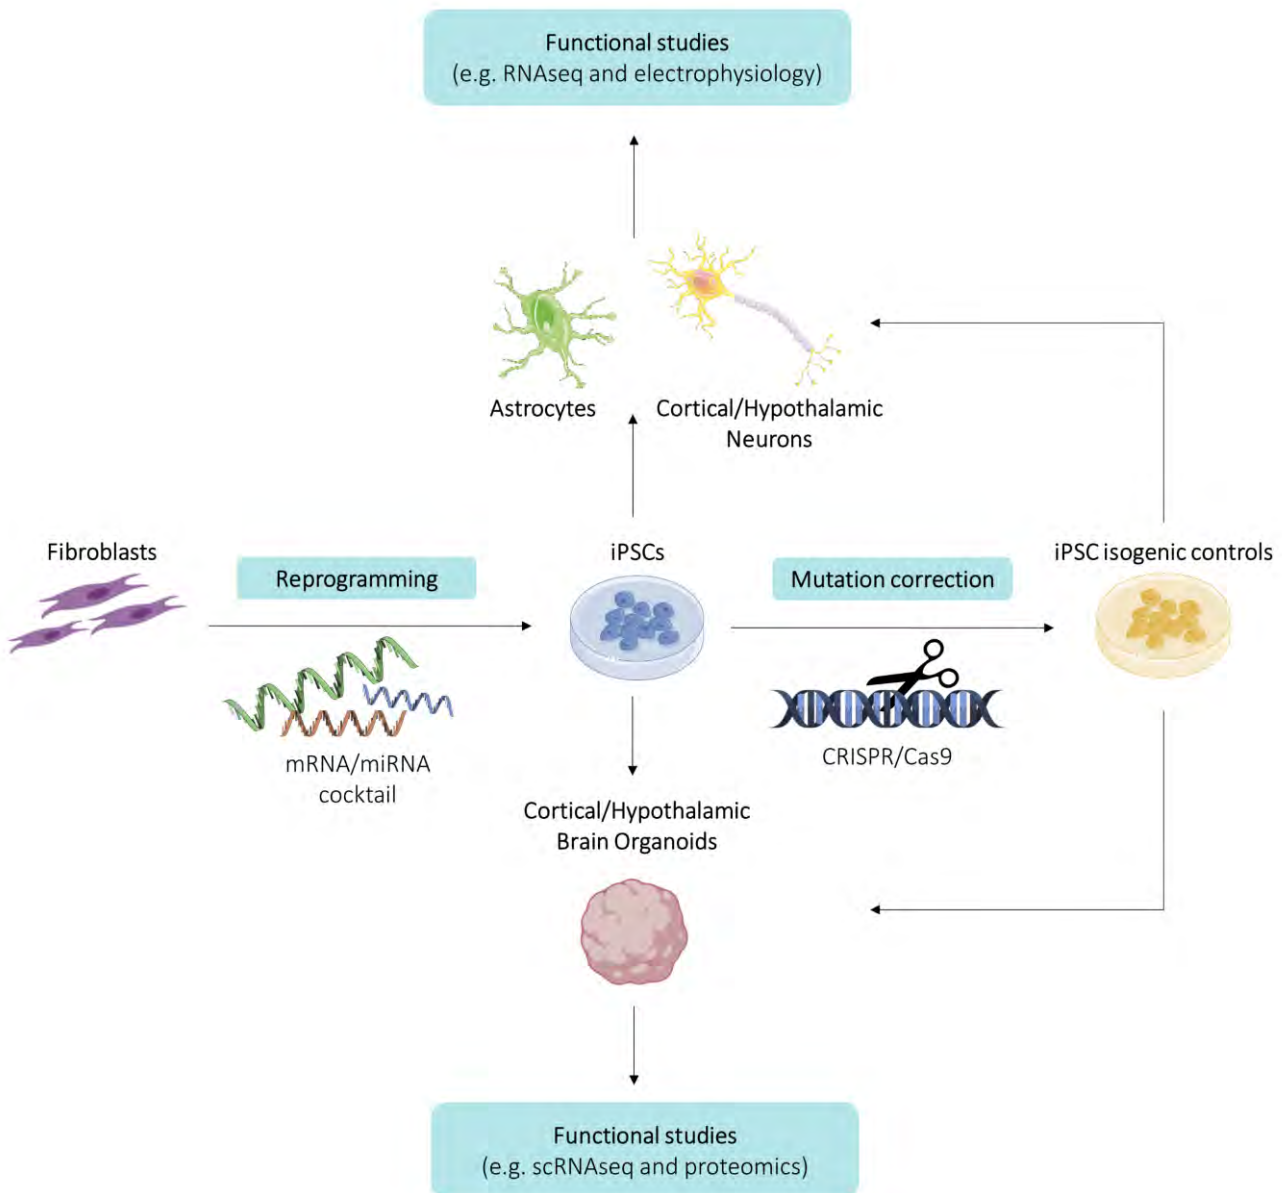 Functional studies
(e.g. RNAseq and electrophysiology)
Astrocytes
Cortical/Hypothalamic
Neurons
Fibroblasts
Reprogramming
iPSCs
Mutation correction
iPSC isogenic controls
mRNA/miRNA
cocktail
CRISPR/Cas9
Cortical/Hypothalamic
Brain Organoids
Functional studies
(e.g. scRNAseq and proteomics)